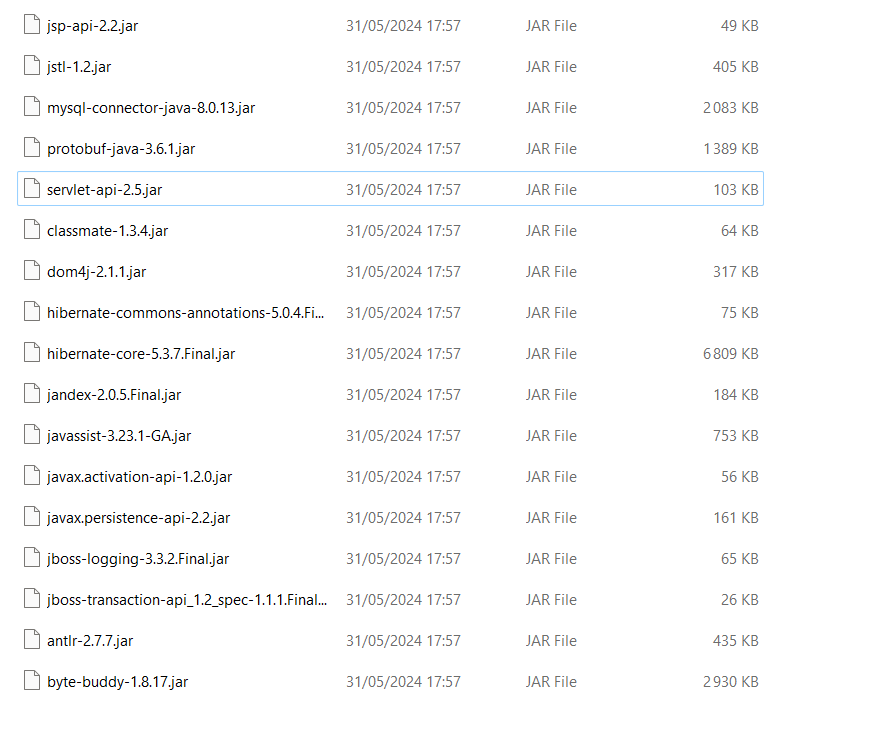 jsp-api-2.2.jar 31/05/2024 17:57 JAR File 49 KB
jstl-1.2.jar 31/05/2024 17:57 JAR File 405 KB
mysql-connector-java-8.0.13.jar 31/05/2024 17:57 JAR File 2 083 KB
protobuf-java-3.6.1.jar 31/05/2024 17:57 JAR File 1 389 KB
servlet-api-2.5.jar 31/05/2024 17:57 JAR File 103 KB
classmate-1.3.4.jar 31/05/2024 17:57 JAR File 64 KB
dom4j-2.1.1.jar 31/05/2024 17:57 JAR File 317 KB
hibernate-commons-annotations-5.0.4.Fi... 31/05/2024 17:57 JAR File 75 KB
hibernate-core-5.3.7.Final.jar 31/05/2024 17:57 JAR File 6 809 KB
jandex-2.0.5.Final.jar 31/05/2024 17:57 JAR File 184 KB
javassist-3.23.1-GA.jar 31/05/2024 17:57 JAR File 753 KB
javax.activation-api-1.2.0.jar 31/05/2024 17:57 JAR File 56 KB
javax.persistence-api-2.2.jar 31/05/2024 17:57 JAR File 161 KB
jboss-logging-3.3.2.Final.jar 31/05/2024 17:57 JAR File 65 KB
jboss-transaction-api_1.2_spec-1.1.1.Final... 31/05/2024 17:57 JAR File 26 KB
antlr-2.7.7.jar 31/05/2024 17:57 JAR File 435 KB
byte-buddy-1.8.17.jar 31/05/2024 17:57 JAR File 2 930 KB